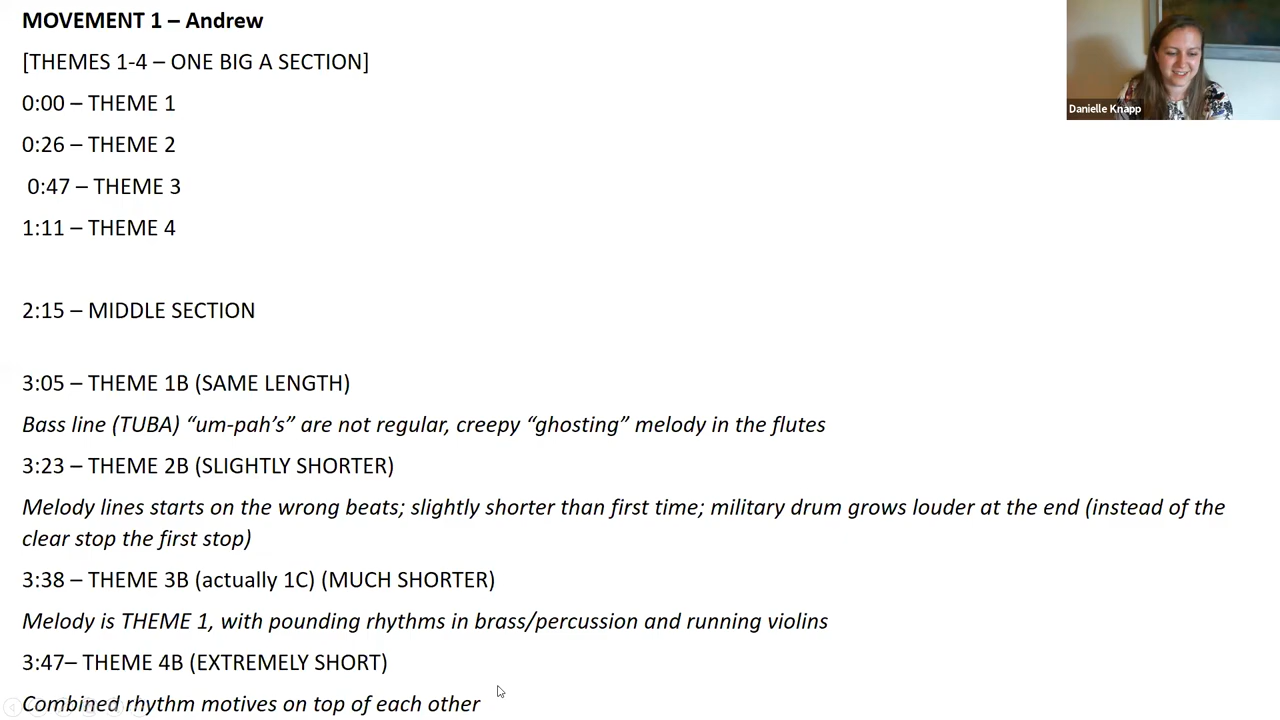 MOVEMENT 1 – Andrew
[THEMES 1-4 – ONE BIG A SECTION]
0:00 – THEME 1
0:26 – THEME 2
0:47 – THEME 3
1:11 – THEME 4
2:15 – MIDDLE SECTION
3:05 – THEME 1B (SAME LENGTH)
Bass line (TUBA) “um-pah’s” are not regular, creepy “ghosting” melody in the flutes
3:23 – THEME 2B (SLIGHTLY SHORTER)
Melody lines starts on the wrong beats; slightly shorter than first time; military drum grows louder at the end (instead of the
clear stop the first stop)
3:38 – THEME 3B (actually 1C) (MUCH SHORTER)
Melody is THEME 1, with pounding rhythms in brass/percussion and running violins
3:47– THEME 4B (EXTREMELY SHORT)
Combined rhythm motives on top of each other
Danielle Knapp